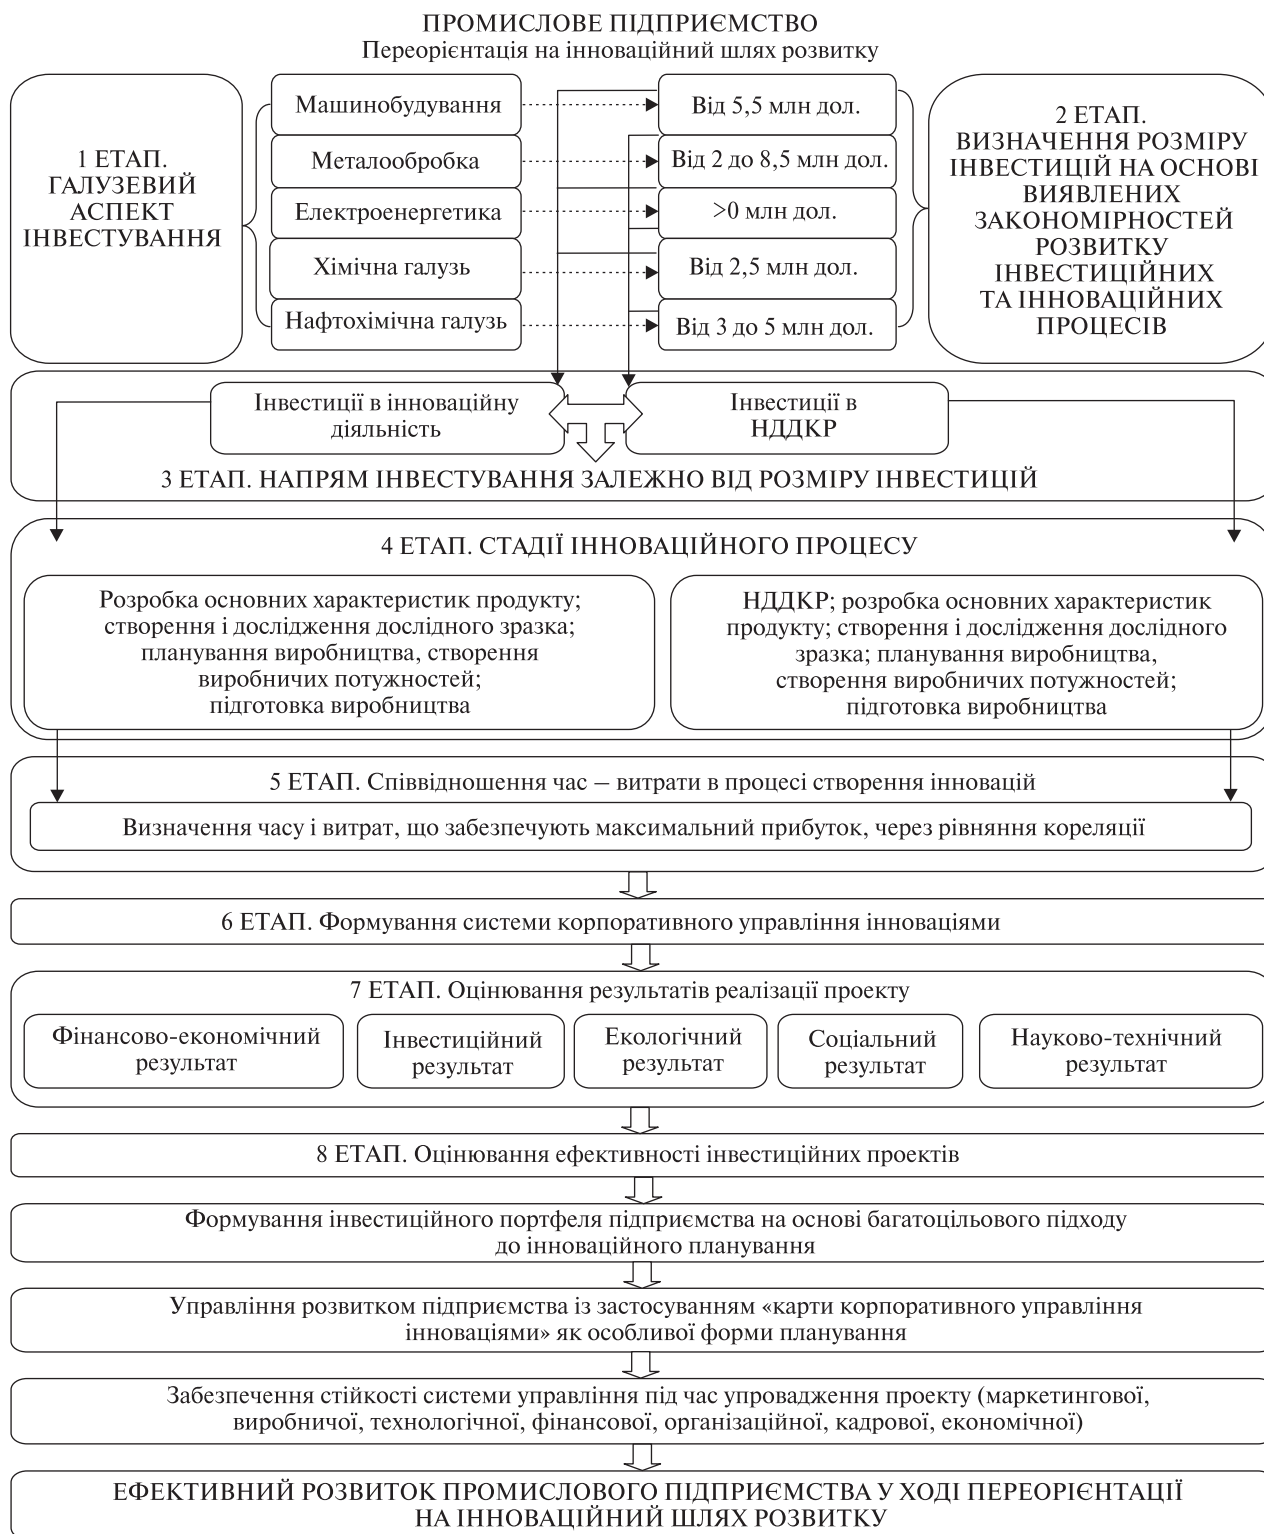 ПРОМИСЛОВЕ ПІДПРИЄМСТВО
Переорієнтація на інноваційний шлях розвитку
1 ЕТАП.
ГАЛУЗЕВИЙ
АСПЕКТ
ІНВЕСТУВАННЯ
Машинобудування
Металообробка
Електроенергетика
Хімічна галузь
Нафтохімічна галузь
Від 5,5 млн дол.
Від 2 до 8,5 млн дол.
>0 млн дол.
Від 2,5 млн дол.
Від 3 до 5 млн дол.
2 ЕТАП.
ВИЗНАЧЕННЯ РОЗМІРУ
ІНВЕСТИЦІЙ НА ОСНОВІ
ВИЯВЛЕНИХ
ЗАКОНОМІРНОСТЕЙ
РОЗВИТКУ
ІНВЕСТИЦІЙНИХ
ТА ІННОВАЦІЙНИХ
ПРОЦЕСІВ
Інвестиції в інноваційну
діяльність
Інвестиції в
НДДКР
3 ЕТАП. НАПРЯМ ІНВЕСТУВАННЯ ЗАЛЕЖНО ВІД РОЗМІРУ ІНВЕСТИЦІЙ
4 ЕТАП. СТАДІЇ ІННОВАЦІЙНОГО ПРОЦЕСУ
Розробка основних характеристик продукту;
створення і дослідження дослідного зразка;
планування виробництва, створення
виробничих потужностей;
підготовка виробництва
НДДКР; розробка основних характеристик
продукту; створення і дослідження дослідного
зразка; планування виробництва,
створення виробничих потужностей;
підготовка виробництва
5 ЕТАП. Співвідношення час – витрати в процесі створення інновацій
Визначення часу і витрат, що забезпечують максимальний прибуток, через рівняння кореляції
6 ЕТАП. Формування системи корпоративного управління інноваціями
7 ЕТАП. Оцінювання результатів реалізації проекту
Фінансово-економічний
результат
Інвестиційний
результат
Екологічний
результат
Соціальний
результат
Науково-технічний
результат
8 ЕТАП. Оцінювання ефективності інвестиційних проектів
Формування інвестиційного портфеля підприємства на основі багатоцільового підходу
до інноваційного планування
Управління розвитком підприємства із застосуванням «карти корпоративного управління
інноваціями» як особливої форми планування
Забезпечення стійкості системи управління під час упровадження проекту (маркетингової,
виробничої, технологічної, фінансової, організаційної, кадрової, економічної)
ЕФЕКТИВНИЙ РОЗВИТОК ПРОМИСЛОВОГО ПІДПРИЄМСТВА У ХОДІ ПЕРЕОРІЄНТАЦІЇ
НА ІННОВАЦІЙНИЙ ШЛЯХ РОЗВИТКУ